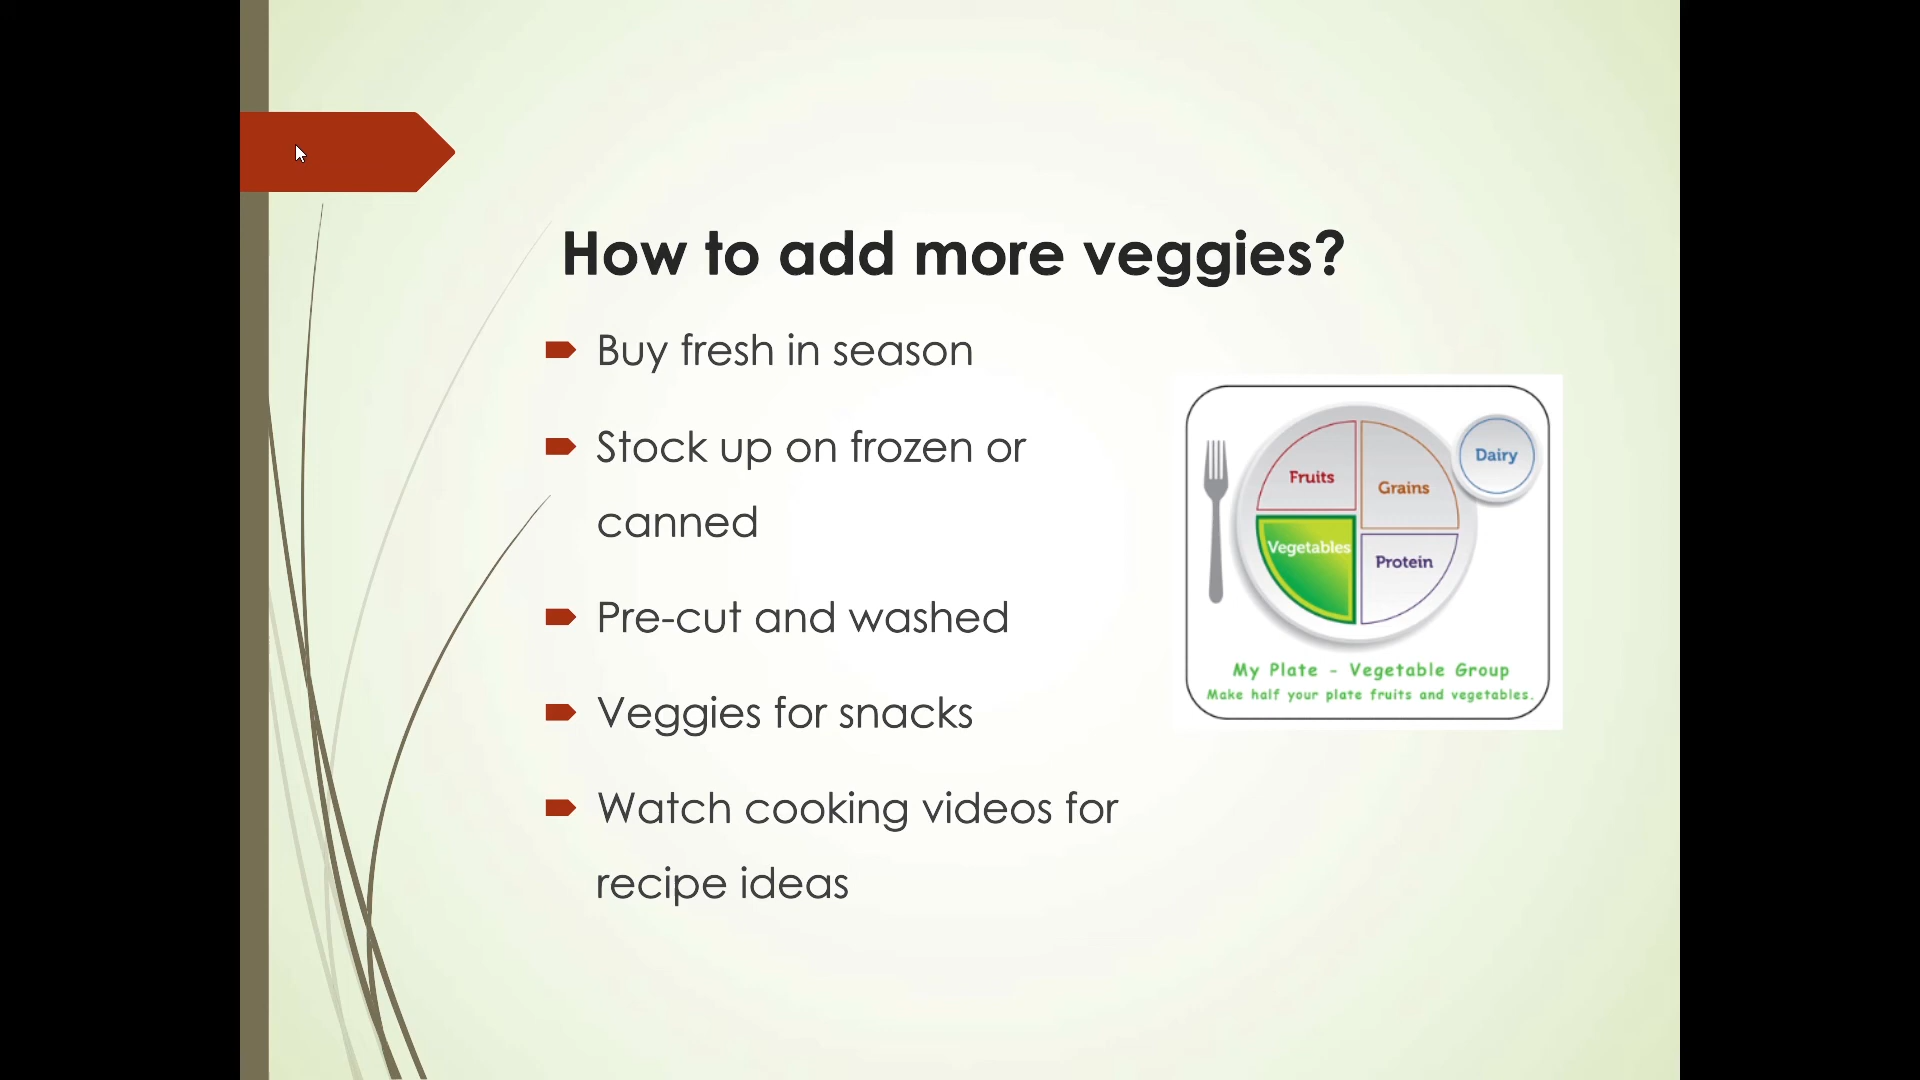 How to add more veggies?
Buy fresh in season
Stock up on frozen or
canned
Pre-cut and washed
Veggies for snacks
Watch cooking videos for
recipe ideas
Dairy
Fruits
Grains
Vegetables
Protein
My Plate - Vegetable Group
Make half your plate fruits and vegetables.